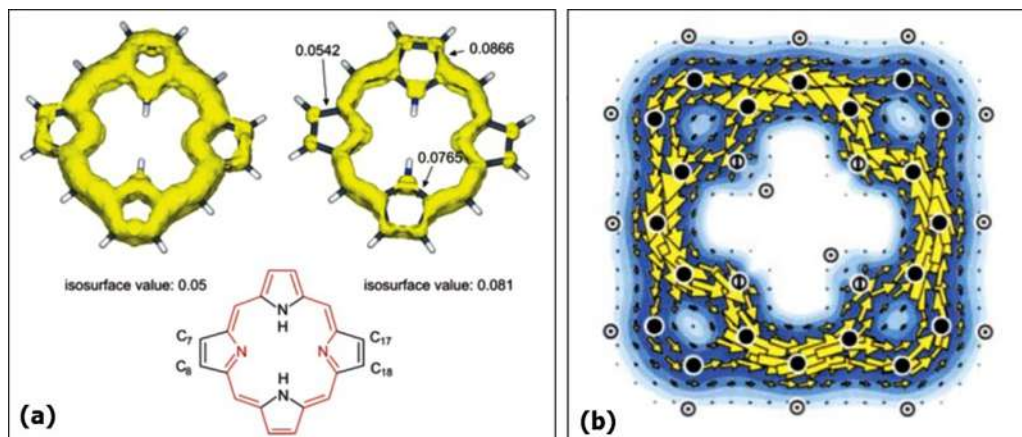 0.0542
0.0866
0.0765
isosurface value: 0.05
isosurface value: 0.081
N
H
C7
C8
N
N
C17
C18
H
N
(a)
(b)